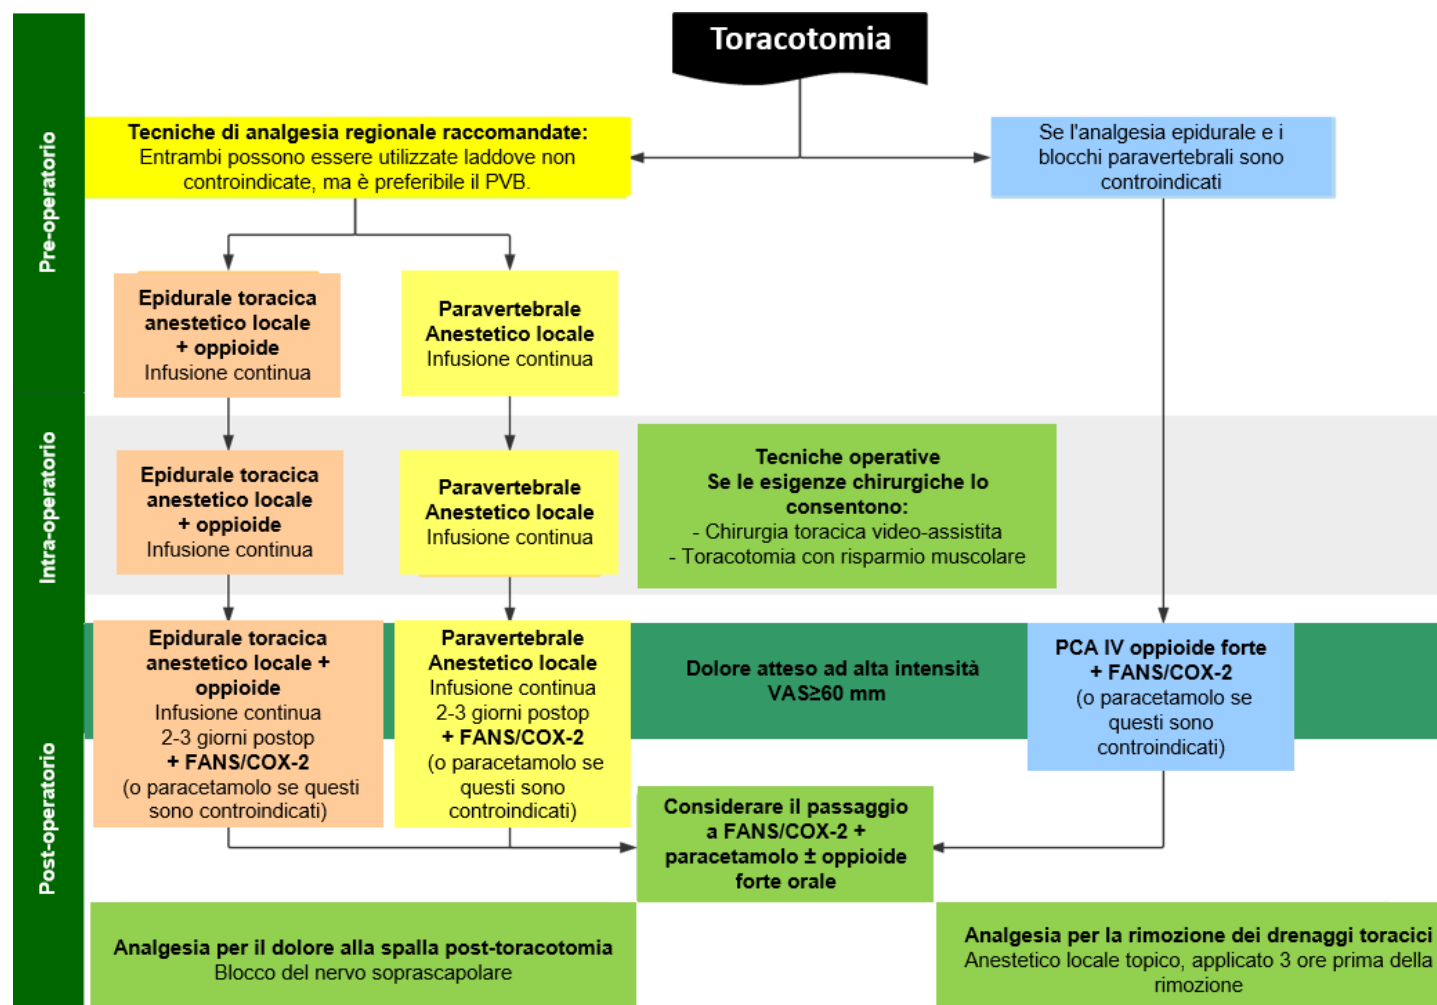 Toracotomia
Pre-operatorio
Tecniche di analgesia regionale raccomandate:
Entrambi possono essere utilizzate laddove non
controindicate, ma è preferibile il PVB.
Se l'analgesia epidurale e i
blocchi paravertebrali sono
controindicati
Epidurale toracica
anestetico locale
+ oppioide
Infusione continua
Paravertebrale
Anestetico locale
Infusione continua
Intra-operatorio
Epidurale toracica
anestetico locale
+ oppioide
Infusione continua
Paravertebrale
Anestetico locale
Infusione continua
Tecniche operative
Se le esigenze chirurgiche lo
consentono:
- Chirurgia toracica video-assistita
- Toracotomia con risparmio muscolare
Post-operatorio
Epidurale toracica
anestetico locale +
oppioide
Infusione continua
2-3 giorni postop
+ FANS/COX-2
(o paracetamolo se questi
sono controindicati)
Paravertebrale
Anestetico locale
Infusione continua
2-3 giorni postop
+ FANS/COX-2
(o paracetamolo se
questi sono
controindicati)
Dolore atteso ad alta intensità
VAS≥60 mm
PCA IV oppioide forte
+ FANS/COX-2
(o paracetamolo se
questi sono
controindicati)
Considerare il passaggio
a FANS/COX-2 +
paracetamolo ± oppioide
forte orale
Analgesia per il dolore alla spalla post-toracotomia
Blocco del nervo soprascapolare
Analgesia per la rimozione dei drenaggi toracici
Anestetico locale topico, applicato 3 ore prima della
rimozione